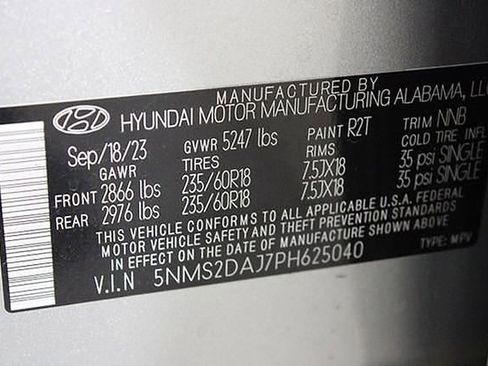 MANUFACTURED BY
HYUNDAI MOTOR MANUFACTURING ALABAMA, LLC
Sep/18/23 GVWR 5247 lbs PAINT R2T TRIM NNB
GAWR TIRES RIMS COLD TIRE INFL
FRONT 2866 lbs 235/60R18 7.5JX18 35 psi SINGLE
REAR 2976 lbs 235/60R18 7.5JX18 35 psi SINGLE
THIS VEHICLE CONFORMS TO ALL APPLICABLE U.S.A. FEDERAL
MOTOR VEHICLE SAFETY AND THEFT PREVENTION STANDARDS
IN EFFECT ON THE DATE OF MANUFACTURE SHOWN ABOVE
V.I.N 5NMS2DAJ7PH625040 TYPE: MPV